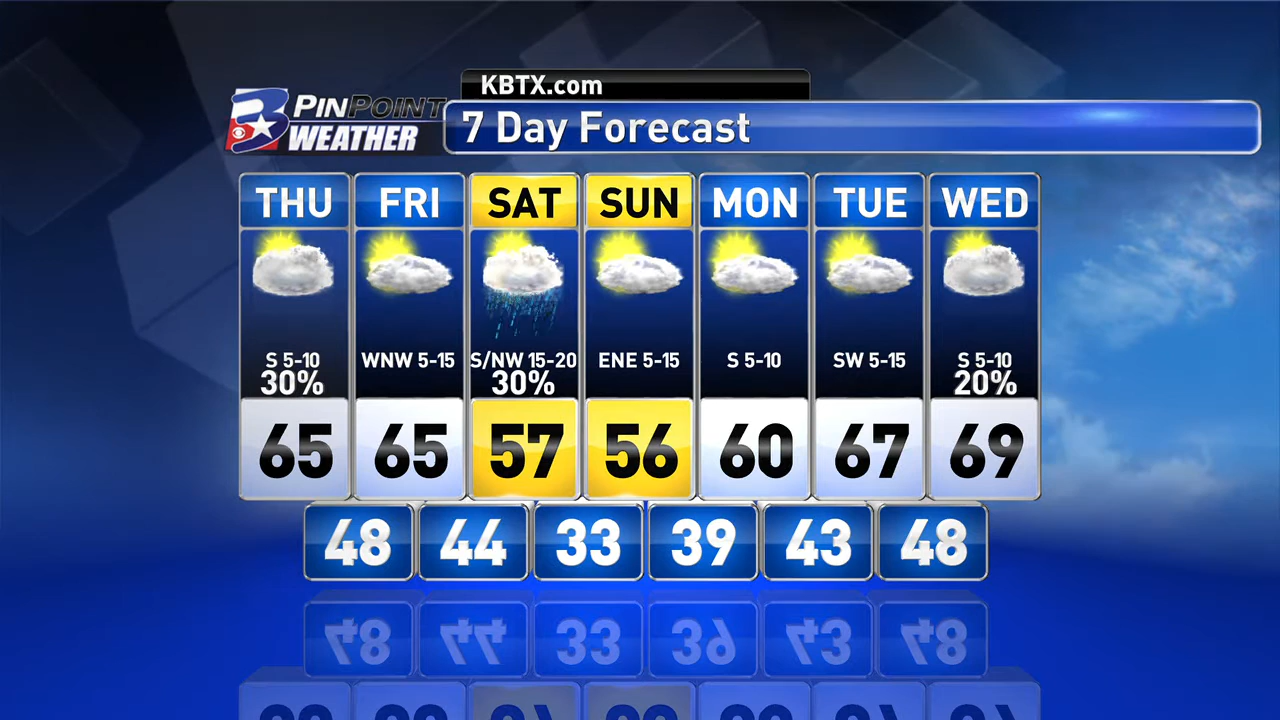 KBTX.com
3 PINPOINT
WEATHER
7 Day Forecast
THU FRI SAT SUN MON TUE WED
S 5-10 WNW 5-15 S/NW 15-20 ENE 5-15 S 5-10 SW 5-15 S 5-10
30% 30% 20%
65 65 57 56 60 67 69
48 44 33 39 43 48